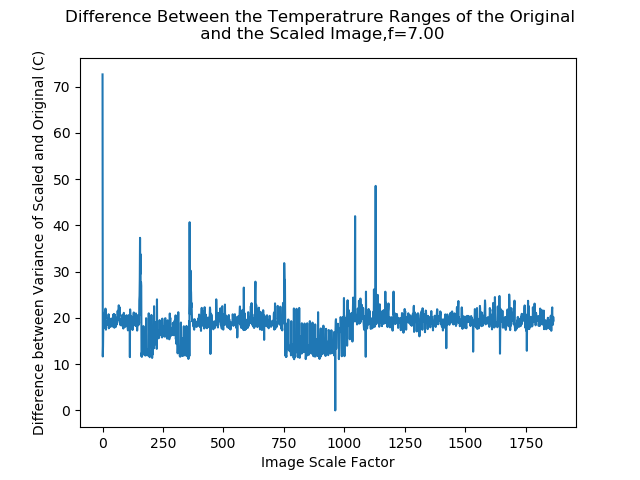 Difference Between the Temperatrure Ranges of the Original
and the Scaled Image,f=7.00
Difference between Variance of Scaled and Original (C)
70
60
50
40
30
20
10
0
0 250 500 750 1000 1250 1500 1750
Image Scale Factor